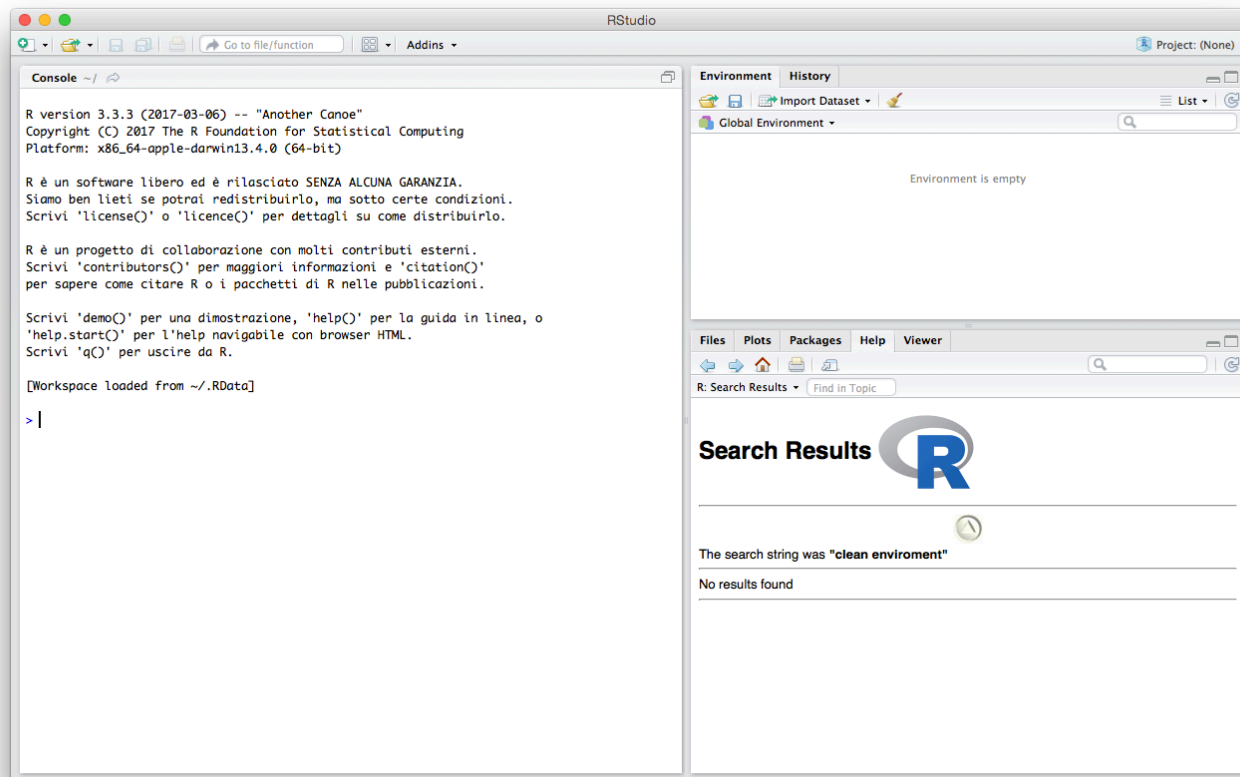 RStudio
Go to file/function
Addins
Project: (None)
Console ~/
R version 3.3.3 (2017-03-06) -- "Another Canoe"
Copyright (C) 2017 The R Foundation for Statistical Computing
Platform: x86_64-apple-darwin13.4.0 (64-bit)
R è un software libero ed è rilasciato SENZA ALCUNA GARANZIA.
Siamo ben lieti se potrai redistribuirlo, ma sotto certe condizioni.
Scrivi 'license()' o 'licence()' per dettagli su come distribuirlo.
R è un progetto di collaborazione con molti contributi esterni.
Scrivi 'contributors()' per maggiori informazioni e 'citation()'
per sapere come citare R o i pacchetti di R nelle pubblicazioni.
Scrivi 'demo()' per una dimostrazione, 'help()' per la guida in linea, o
'help.start()' per l'help navigabile con browser HTML.
Scrivi 'q()' per uscire da R.
[Workspace loaded from ~/.RData]
>
Environment History
Import Dataset List
Global Environment
Environment is empty
Files Plots Packages Help Viewer
R: Search Results Find in Topic
Search Results R
The search string was "clean enviroment"
No results found